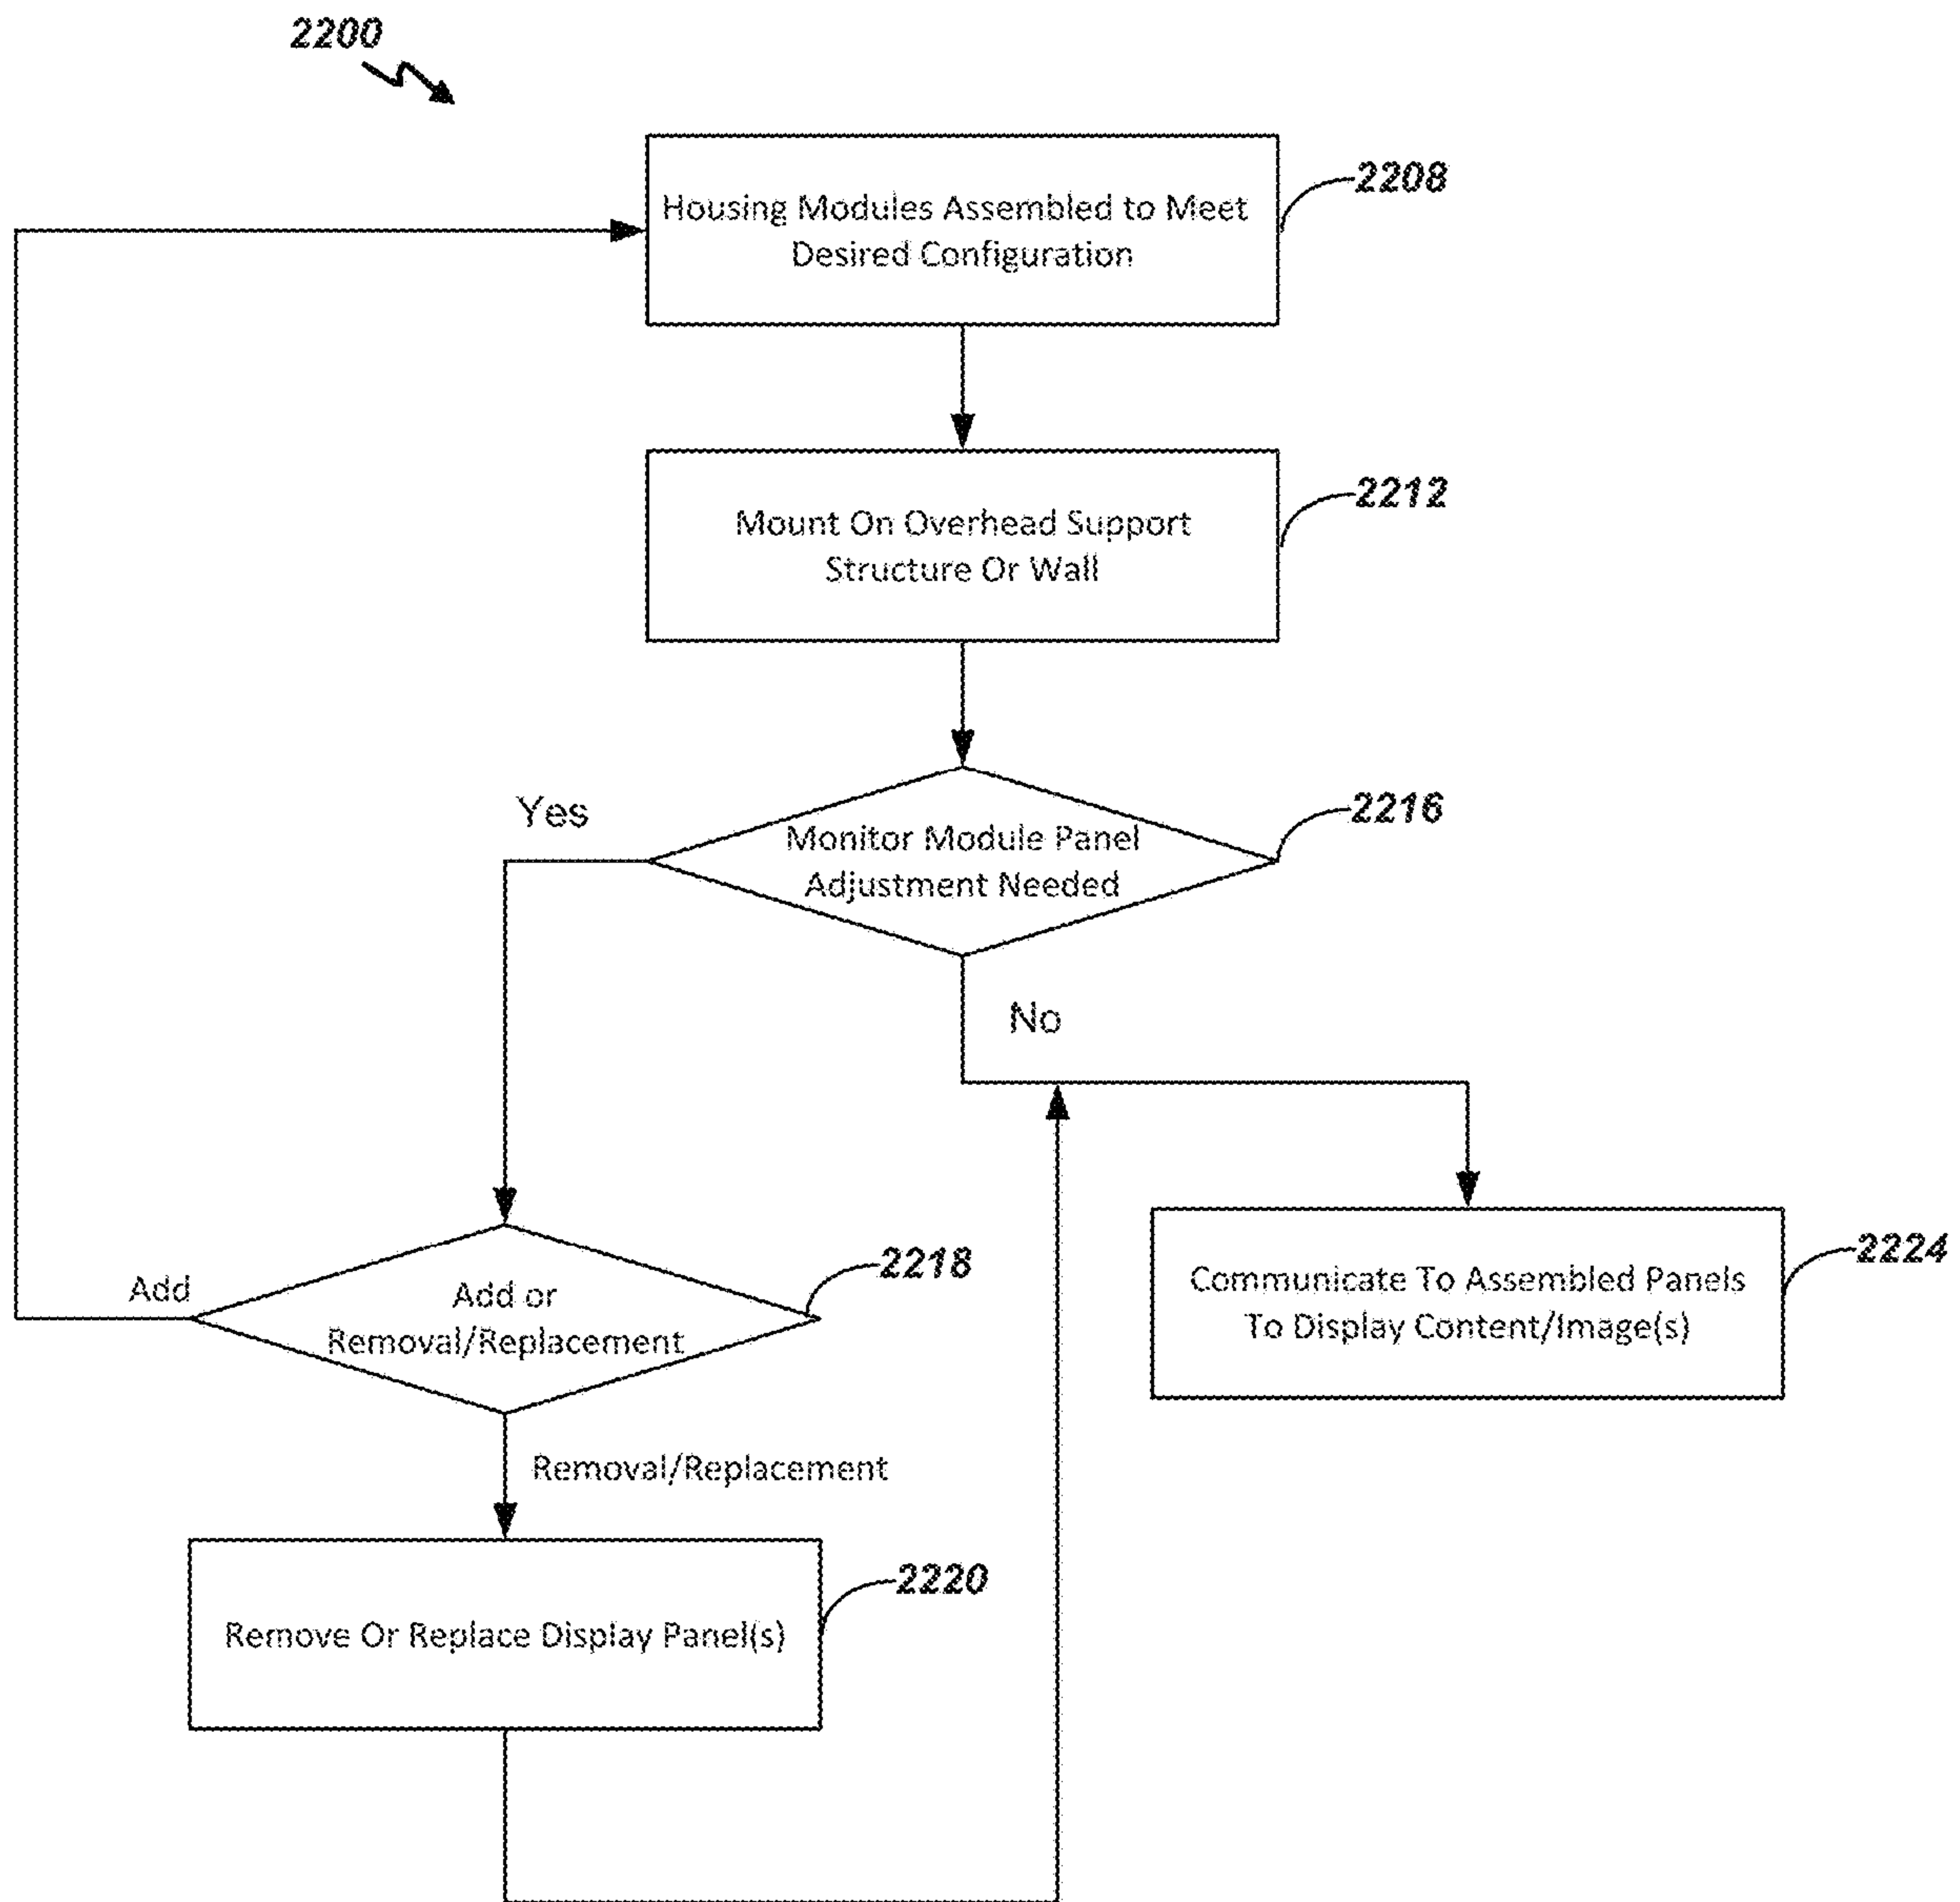 2200
2208
Housing Modules Assembled to Meet
Desired Configuration
2212
Mount On Overhead Support
Structure Or Wall
2216
Yes
Monitor Module Panel
Adjustment Needed
No
2218
Add
Add or
Removal/Replacement
2224
Communicate To Assembled Panels
To Display Content/Image(s)
Removal/Replacement
2220
Remove Or Replace Display Panel(s)